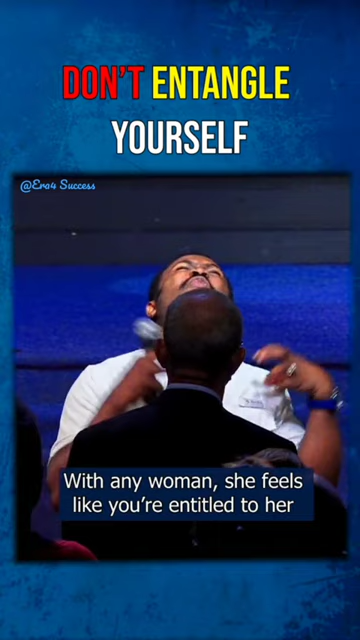 DON'T ENTANGLE
YOURSELF
@Era4 Success
With any woman, she feels
like you're entitled to her